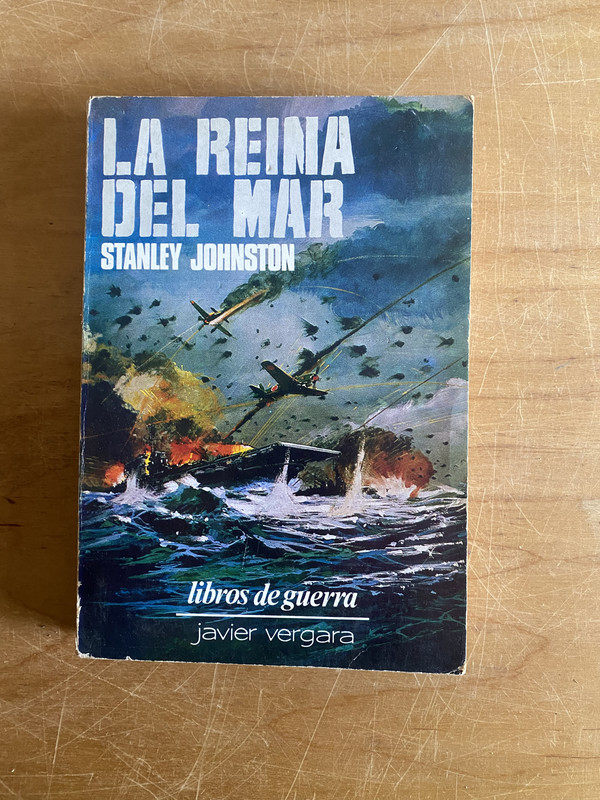 LA REINA
DEL MAR
STANLEY JOHNSTON
libros de guerra
javier vergara